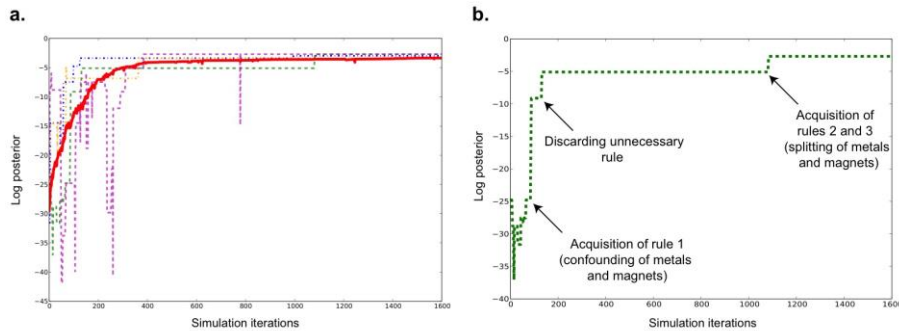 a.
b.
Log posterior
0
−5
−10
−15
−20
−25
−30
−35
−40
−45
0
200
400
600
800
1000
1200
1400
1600
Simulation iterations
Log posterior
0
−5
−10
−15
−20
−25
−30
−35
−40
0
200
400
600
800
1000
1200
1400
1600
Simulation iterations
Discarding unnecessary
rule
Acquisition of
rules 2 and 3
(splitting of metals
and magnets)
Acquisition of rule 1
(confounding of metals
and magnets)